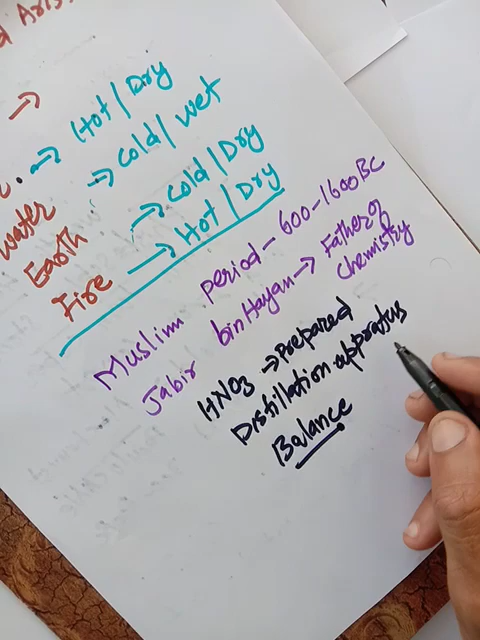 →
→ Hot / Dry
water → Cold / wet
Earth → Cold / Dry
Fire → Hot / Dry
Muslim period - 600-1600 BC
Jabir bin Hayan → Father of
Chemistry
HNO3 → Prepared
Distillation appratus
Balance